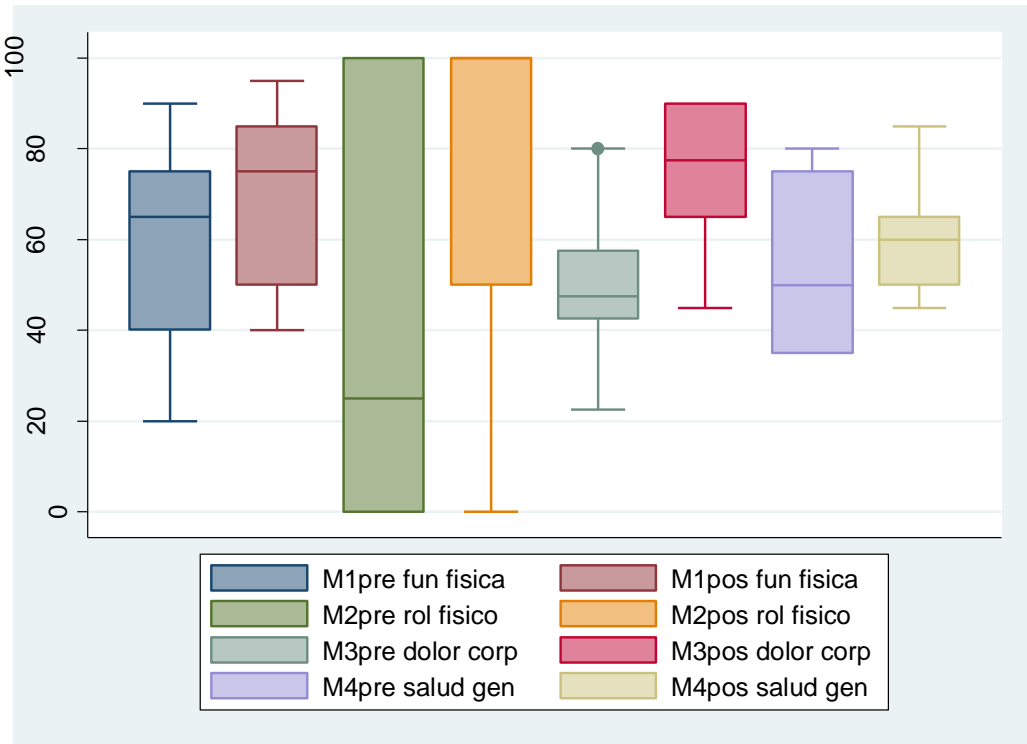 100
80
60
40
20
0
M1pre fun fisica M1pos fun fisica
M2pre rol fisico M2pos rol fisico
M3pre dolor corp M3pos dolor corp
M4pre salud gen M4pos salud gen